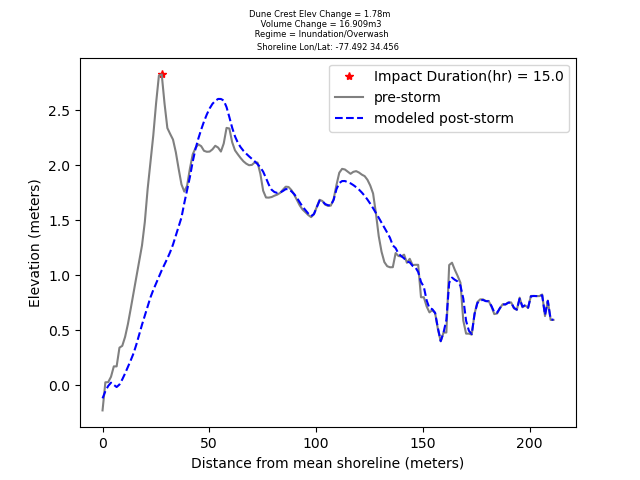 Dune Crest Elev Change = 1.78m
Volume Change = 16.909m3
Regime = Inundation/Overwash
Shoreline Lon/Lat: -77.492 34.456
Impact Duration(hr) = 15.0
pre-storm
modeled post-storm
Elevation (meters)
2.5
2.0
1.5
1.0
0.5
0.0
0 50 100 150 200
Distance from mean shoreline (meters)